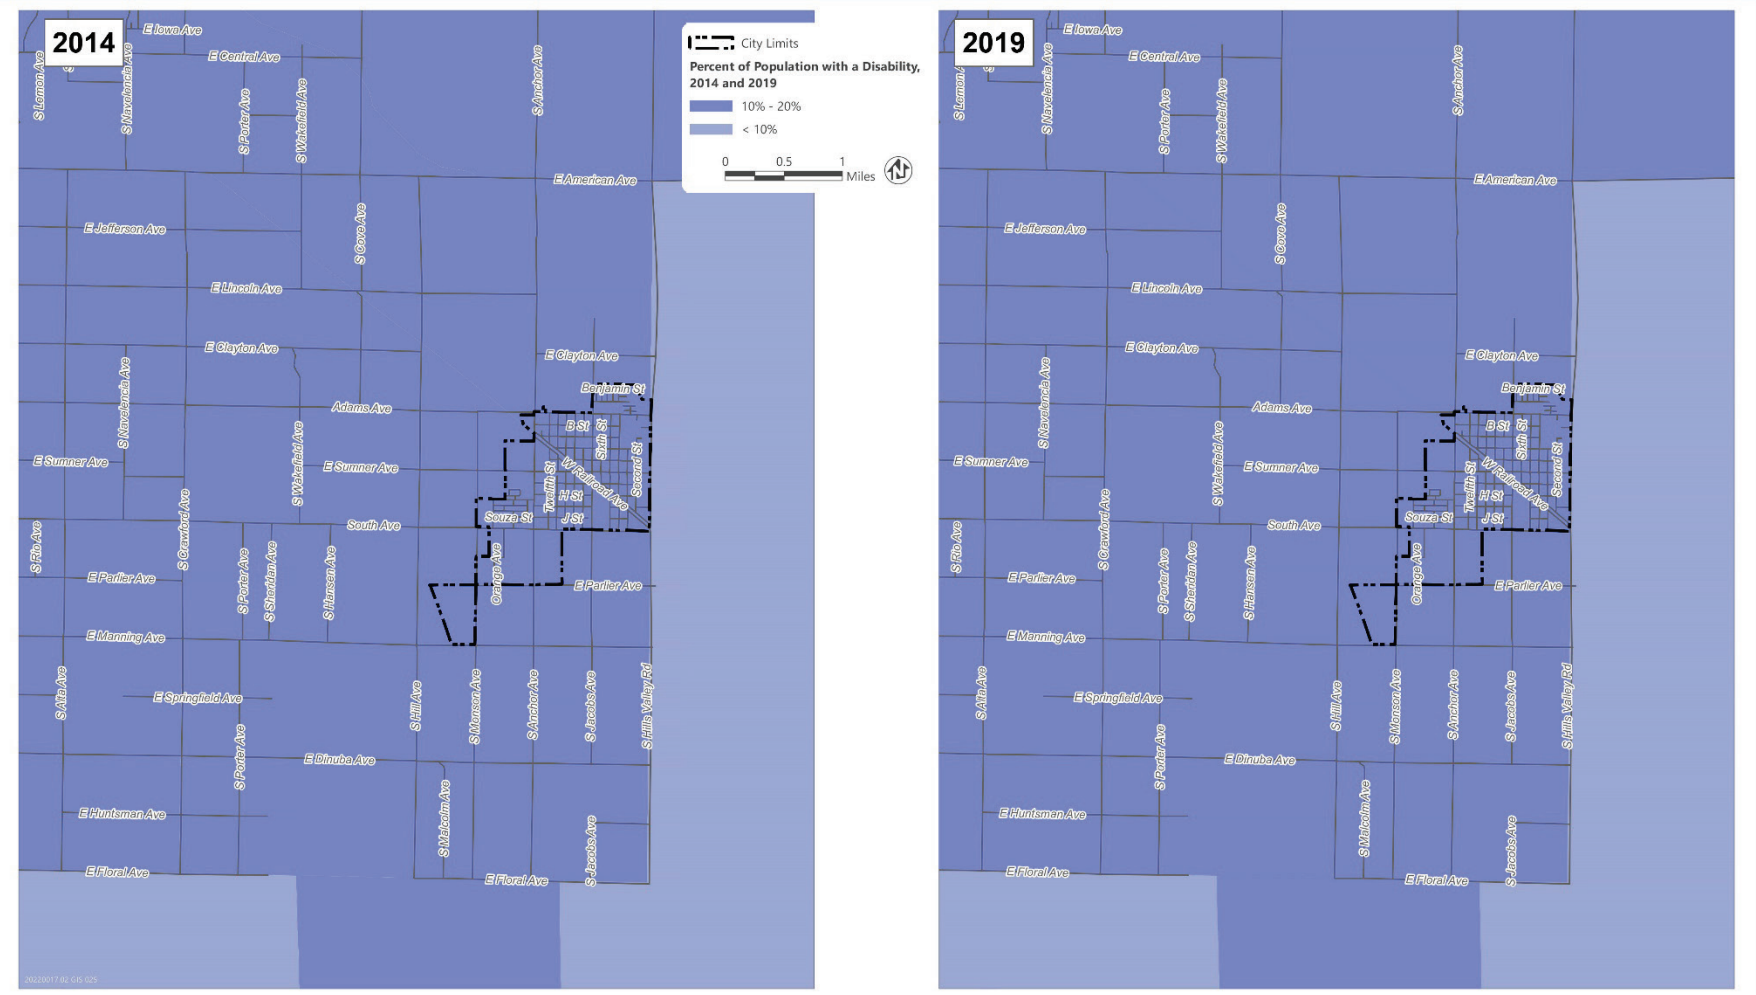 2014
E Iowa Ave
E Central Ave
S Lemon Ave
S Navelencia Ave
S Porter Ave
S Wakefield Ave
S Anchor Ave
E American Ave
E Jefferson Ave
S Cove Ave
E Lincoln Ave
E Clayton Ave
E Clayton Ave
S Navelencia Ave
Benjamin St
Adams Ave
B St
Sixth St
S Wakefield Ave
E Sumner Ave
E Sumner Ave
W Railroad Ave
Second St
Twelfth St
H St
S Crawford Ave
Souza St
J St
South Ave
S Rio Ave
S Porter Ave
S Sheridan Ave
S Hansen Ave
Orange Ave
E Parlier Ave
E Parlier Ave
E Manning Ave
S Alta Ave
E Springfield Ave
S Hill Ave
S Monson Ave
S Anchor Ave
S Jacobs Ave
S Hills Valley Rd
S Porter Ave
E Dinuba Ave
E Huntsman Ave
S Malcolm Ave
S Jacobs Ave
E Floral Ave
E Floral Ave
20220017.02 GIS 025
City Limits
Percent of Population with a Disability,
2014 and 2019
10% - 20%
< 10%
0 0.5 1
Miles
N
2019
E Iowa Ave
E Central Ave
S Lemon A
S Navelencia Ave
S Porter Ave
S Wakefield Ave
S Anchor Ave
E American Ave
E Jefferson Ave
S Cove Ave
E Lincoln Ave
E Clayton Ave
E Clayton Ave
S Navelencia Ave
Benjamin St
Adams Ave
B St
Sixth St
S Wakefield Ave
E Sumner Ave
E Sumner Ave
W Railroad Ave
Second St
Twelfth St
H St
S Crawford Ave
Souza St
J St
South Ave
S Rio Ave
S Porter Ave
S Sheridan Ave
S Hansen Ave
Orange Ave
E Parlier Ave
E Parlier Ave
E Manning Ave
S Alta Ave
E Springfield Ave
S Hill Ave
S Monson Ave
S Anchor Ave
S Jacobs Ave
S Hills Valley Rd
S Porter Ave
E Dinuba Ave
E Huntsman Ave
S Malcolm Ave
S Jacobs Ave
E Floral Ave
E Floral Ave